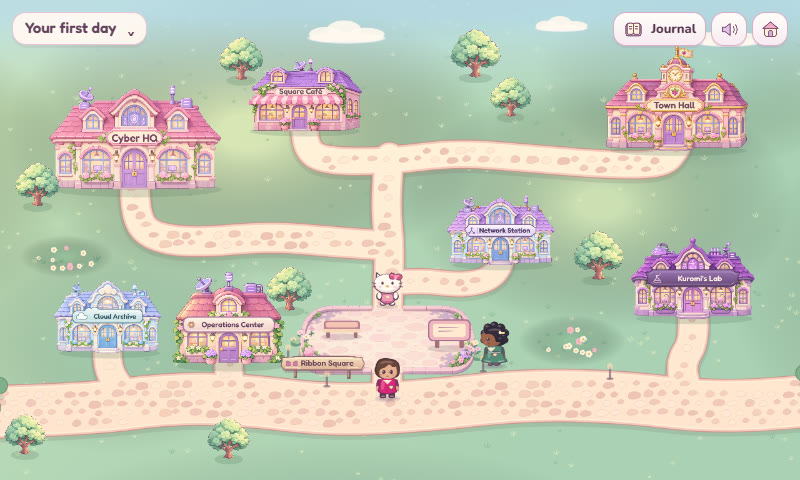 Your first day
Journal
Square Café
Town Hall
Cyber HQ
Network Station
Kuromi's Lab
Cloud Archive
Operations Center
Ribbon Square